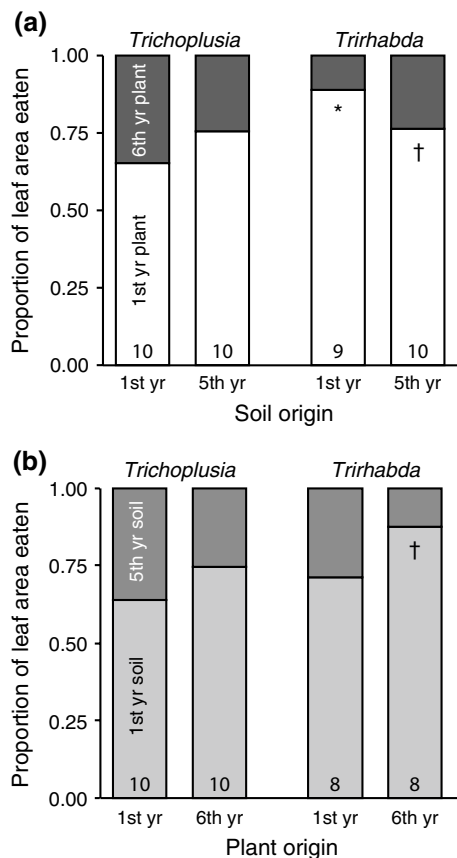 (a)
Trichoplusia Trirhabda
Proportion of leaf area eaten
1.00
0.75
0.50
0.25
0.00
6th yr plant
1st yr plant
*
†
10 10 9 10
1st yr 5th yr 1st yr 5th yr
Soil origin
(b)
Trichoplusia Trirhabda
Proportion of leaf area eaten
1.00
0.75
0.50
0.25
0.00
5th yr soil
1st yr soil
†
10 10 8 8
1st yr 6th yr 1st yr 6th yr
Plant origin